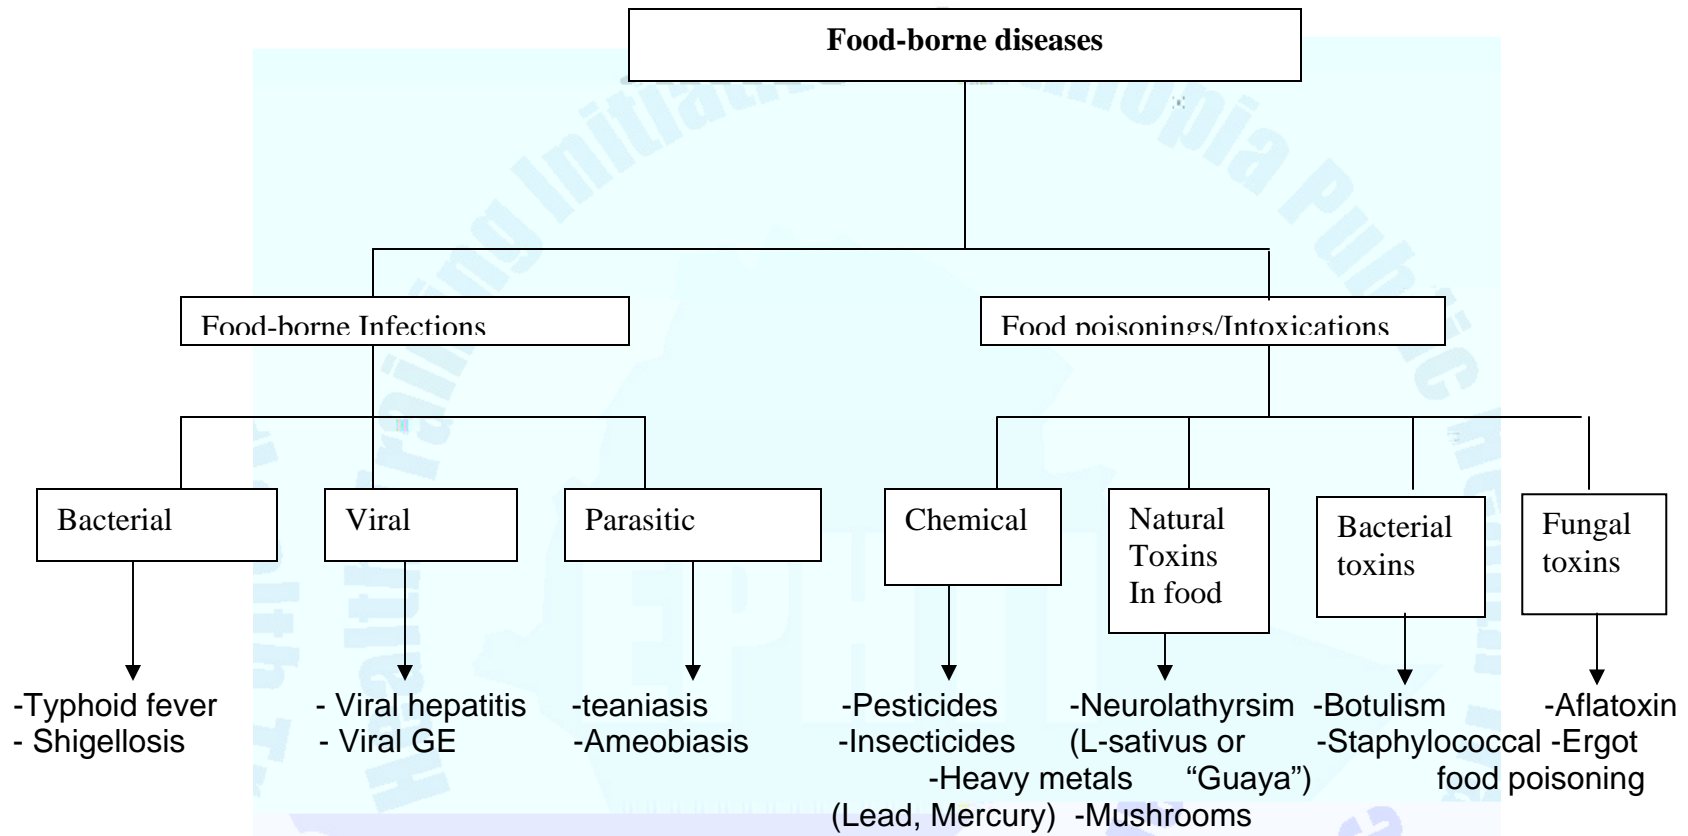 Food-borne diseases
Food-borne Infections
Food poisonings/Intoxications
Bacterial
Viral
Parasitic
Chemical
Natural
Toxins
In food
Bacterial
toxins
Fungal
toxins
-Typhoid fever
- Shigellosis
- Viral hepatitis
- Viral GE
-teaniasis
-Ameobiasis
-Pesticides
-Insecticides
-Heavy metals
(Lead, Mercury)
-Neurolathyrsim
(L-sativus or
“Guaya”)
-Mushrooms
-Botulism
-Staphylococcal
food poisoning
-Aflatoxin
-Ergot
EPHTI